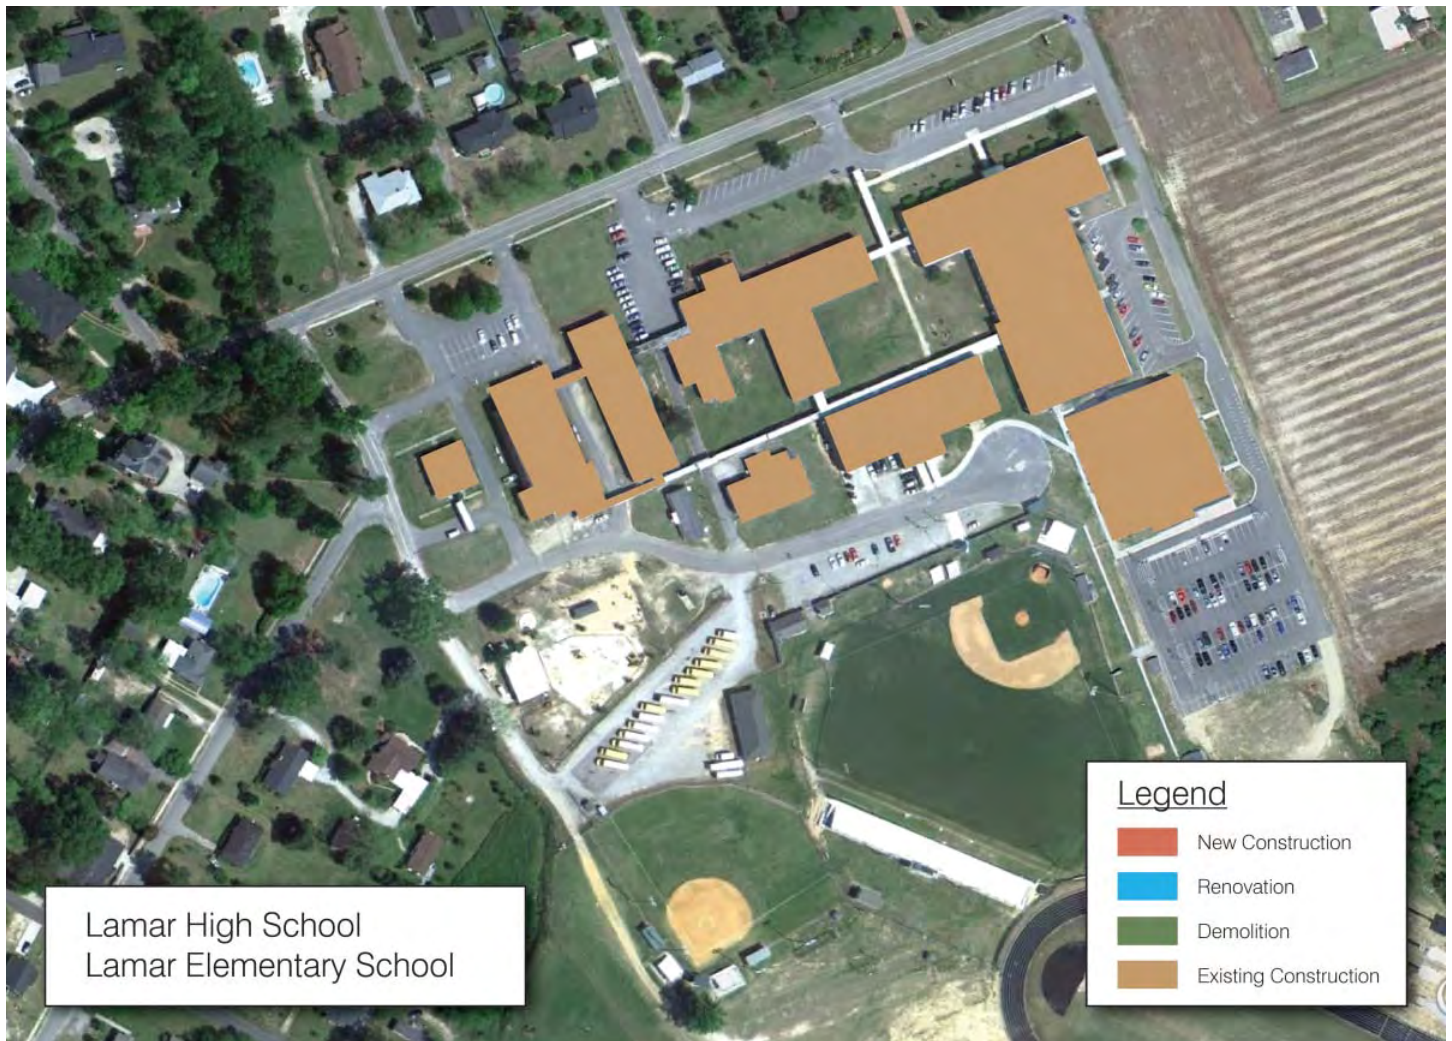 Lamar High School
Lamar Elementary School
Legend
New Construction
Renovation
Demolition
Existing Construction